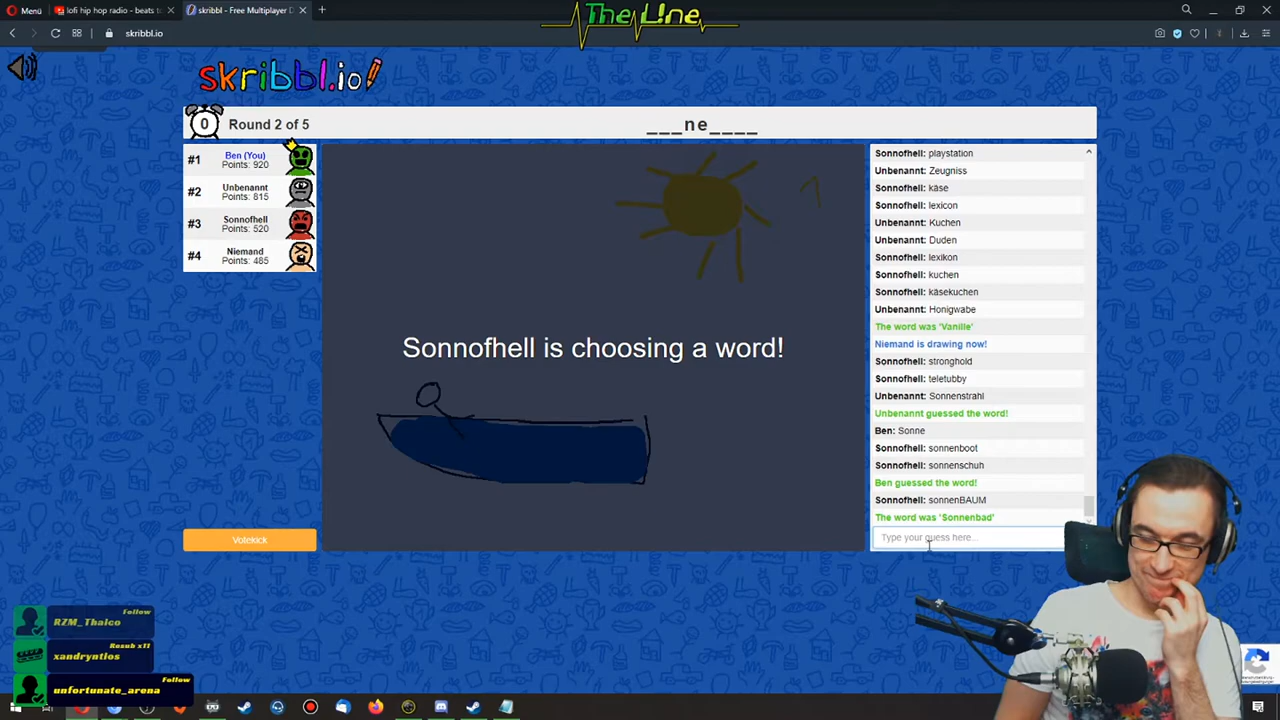 Menü
lofi hip hop radio - beats to
skribbl - Free Multiplayer D
The L!ne
skribbl.io
skribbl.io
0
Round 2 of 5
___ne____
#1
Ben (You)
Points: 920
#2
Unbenannt
Points: 815
#3
Sonnofhell
Points: 520
#4
Niemand
Points: 485
Votekick
Sonnofhell is choosing a word!
Sonnofhell: playstation
Unbenannt: Zeugniss
Sonnofhell: käse
Sonnofhell: lexicon
Unbenannt: Kuchen
Unbenannt: Duden
Sonnofhell: lexikon
Sonnofhell: kuchen
Sonnofhell: käsekuchen
Unbenannt: Honigwabe
The word was 'Vanille'
Niemand is drawing now!
Sonnofhell: stronghold
Sonnofhell: teletubby
Unbenannt: Sonnenstrahl
Unbenannt guessed the word!
Ben: Sonne
Sonnofhell: sonnenboot
Sonnofhell: sonnenschuh
Ben guessed the word!
Sonnofhell: sonnenBAUM
The word was 'Sonnenbad'
Type your guess here...
Follow
RZM_Thaico
Resub x11
xandryntios
Follow
unfortunate_arena